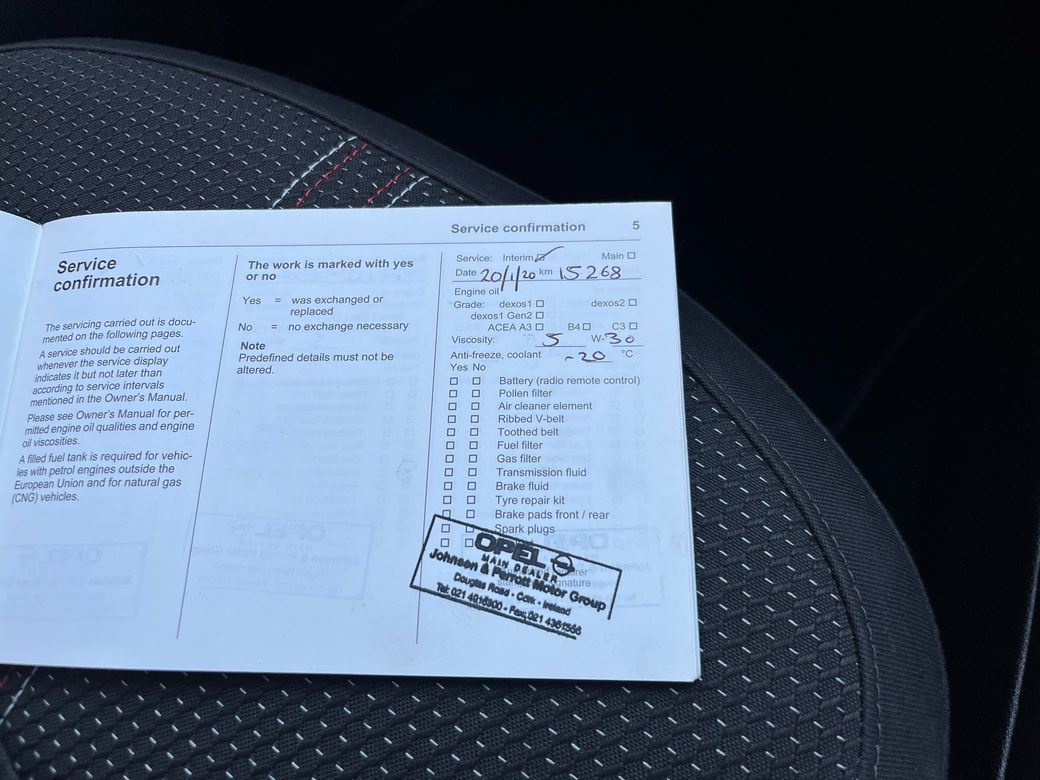 Service confirmation 5
Service
confirmation
The servicing carried out is docu-
mented on the following pages.
A service should be carried out
whenever the service display
indicates it but not later than
according to service intervals
mentioned in the Owner's Manual.
Please see Owner's Manual for per-
mitted engine oil qualities and engine
oil viscosities.
A filled fuel tank is required for vehic-
les with petrol engines outside the
European Union and for natural gas
(CNG) vehicles.
The work is marked with yes
or no
Yes = was exchanged or
replaced
No = no exchange necessary
Note
Predefined details must not be
altered.
Service: Interim Main
Date 20/1/20 km 15268
Engine oil
Grade: dexos1 dexos2
dexos1 Gen2
ACEA A3 B4 C3
Viscosity: 5 W-30
Anti-freeze, coolant -20 °C
Yes No
Battery (radio remote control)
Pollen filter
Air cleaner element
Ribbed V-belt
Toothed belt
Fuel filter
Gas filter
Transmission fluid
Brake fluid
Tyre repair kit
Brake pads front / rear
Spark plugs
OPEL
MAIN DEALER
Johnson & Perrott Motor Group
Douglas Road - Cork - Ireland